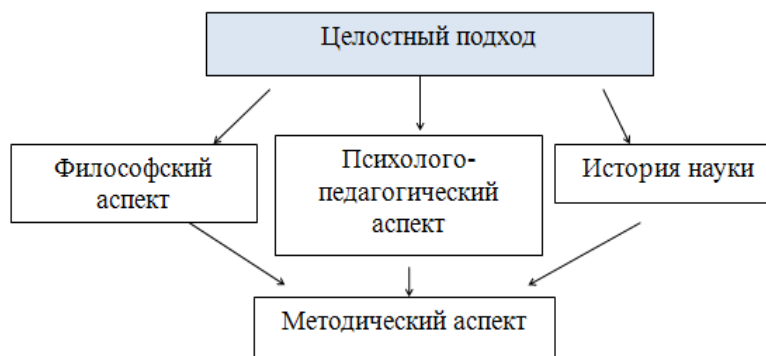 Целостный подход
Философский
аспект
Психолого-
педагогический
аспект
История науки
Методический аспект